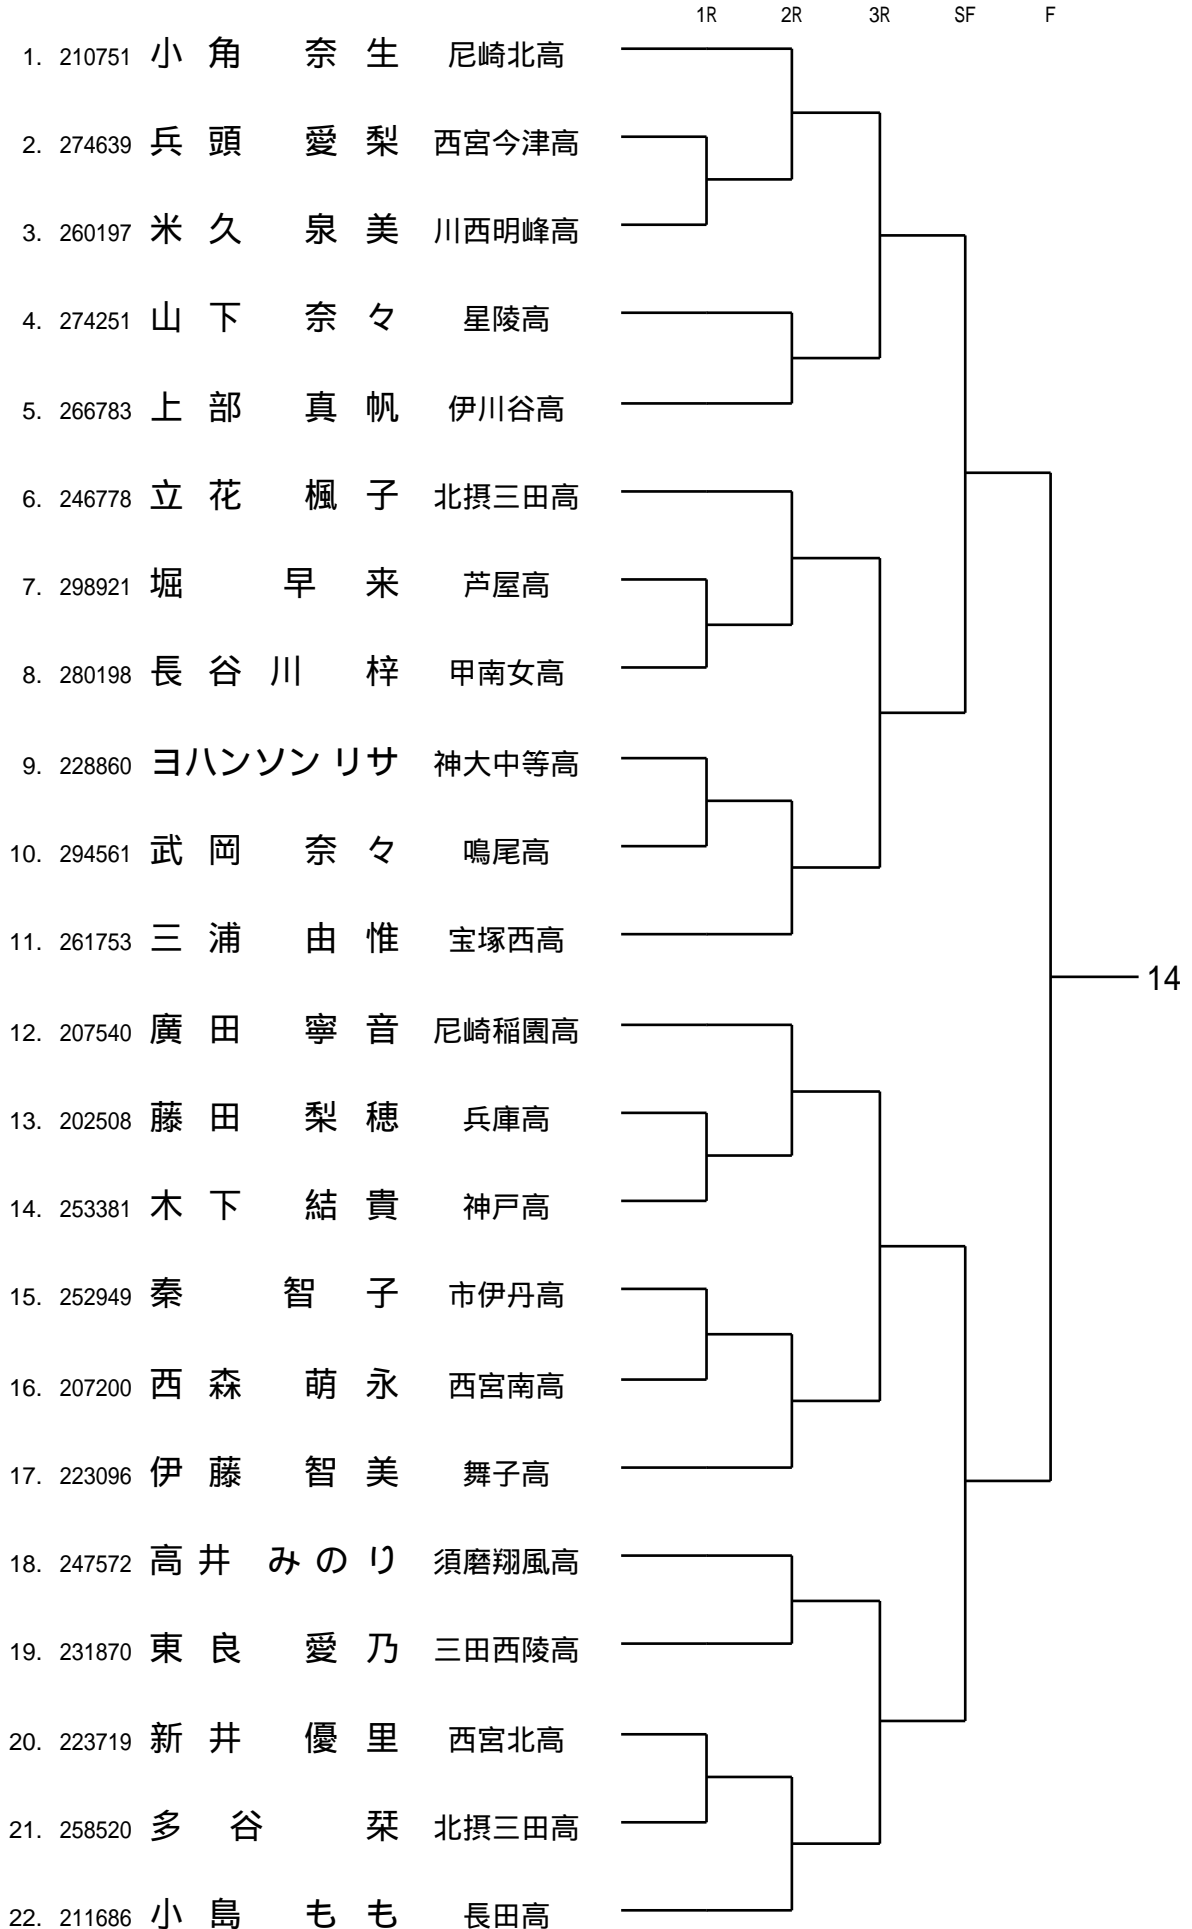 1R 2R 3R SF F
1. 210751 小角 奈生 尼崎北高
2. 274639 兵頭 愛梨 西宮今津高
3. 260197 米久 泉美 川西明峰高
4. 274251 山下 奈々 星陵高
5. 266783 上部 真帆 伊川谷高
6. 246778 立花 楓子 北摂三田高
7. 298921 堀 早来 芦屋高
8. 280198 長谷川 梓 甲南女高
9. 228860 ヨハンソン リサ 神大中等高
10. 294561 武岡 奈々 鳴尾高
11. 261753 三浦 由惟 宝塚西高
14
12. 207540 廣田 寧音 尼崎稲園高
13. 202508 藤田 梨穂 兵庫高
14. 253381 木下 結貴 神戸高
15. 252949 秦 智子 市伊丹高
16. 207200 西森 萌永 西宮南高
17. 223096 伊藤 智美 舞子高
18. 247572 高井 みのり 須磨翔風高
19. 231870 東良 愛乃 三田西陵高
20. 223719 新井 優里 西宮北高
21. 258520 多谷 栞 北摂三田高
22. 211686 小島 もも 長田高